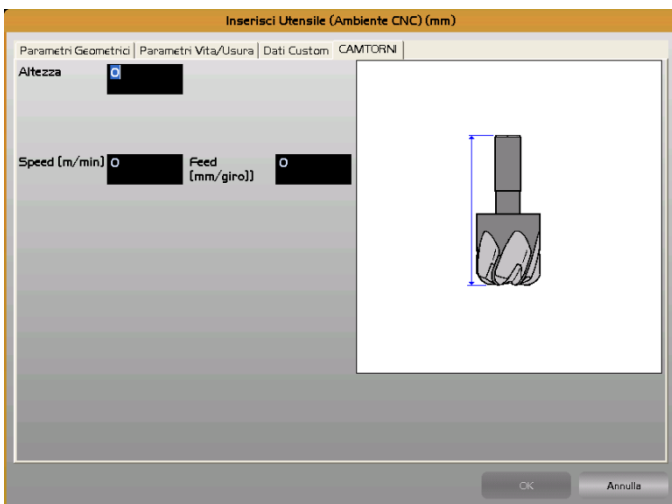 Inserisci Utensile (Ambiente CNC) (mm)
Parametri Geometrici Parametri Vita/Usura Dati Custom CAMTORNI
Altezza 0
Speed (m/min) 0 Feed 0
(mm/giro))
OK Annulla